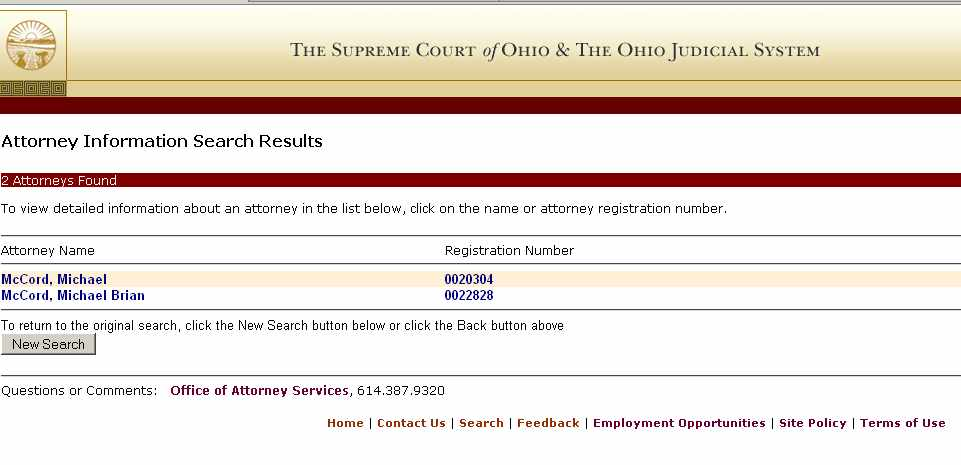 The Supreme Court of Ohio & The Ohio Judicial System
Attorney Information Search Results
2 Attorneys Found
To view detailed information about an attorney in the list below, click on the name or attorney registration number.
Attorney Name Registration Number
McCord, Michael 0020304
McCord, Michael Brian 0022828
To return to the original search, click the New Search button below or click the Back button above
New Search
Questions or Comments: Office of Attorney Services, 614.387.9320
Home | Contact Us | Search | Feedback | Employment Opportunities | Site Policy | Terms of Use